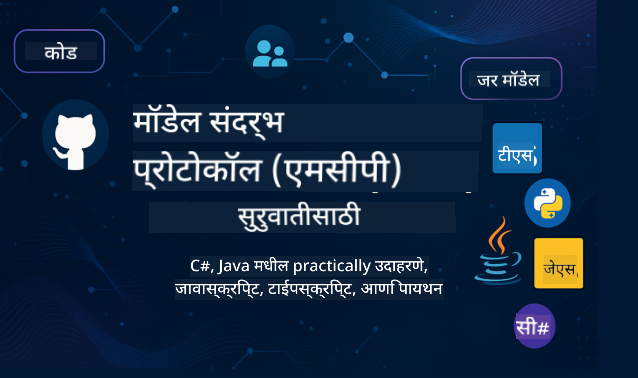 कोड
जर मॉडेल
मॉडेल संदर्भ
प्रोटोकॉल (एमसीपी)
सुरुवातीसाठी
टीएस
C#, Java मधील practically उदाहरणे,
जावास्क्रिप्ट, टाईपस्क्रिप्ट, आणि पायथन
जेएस
सी#